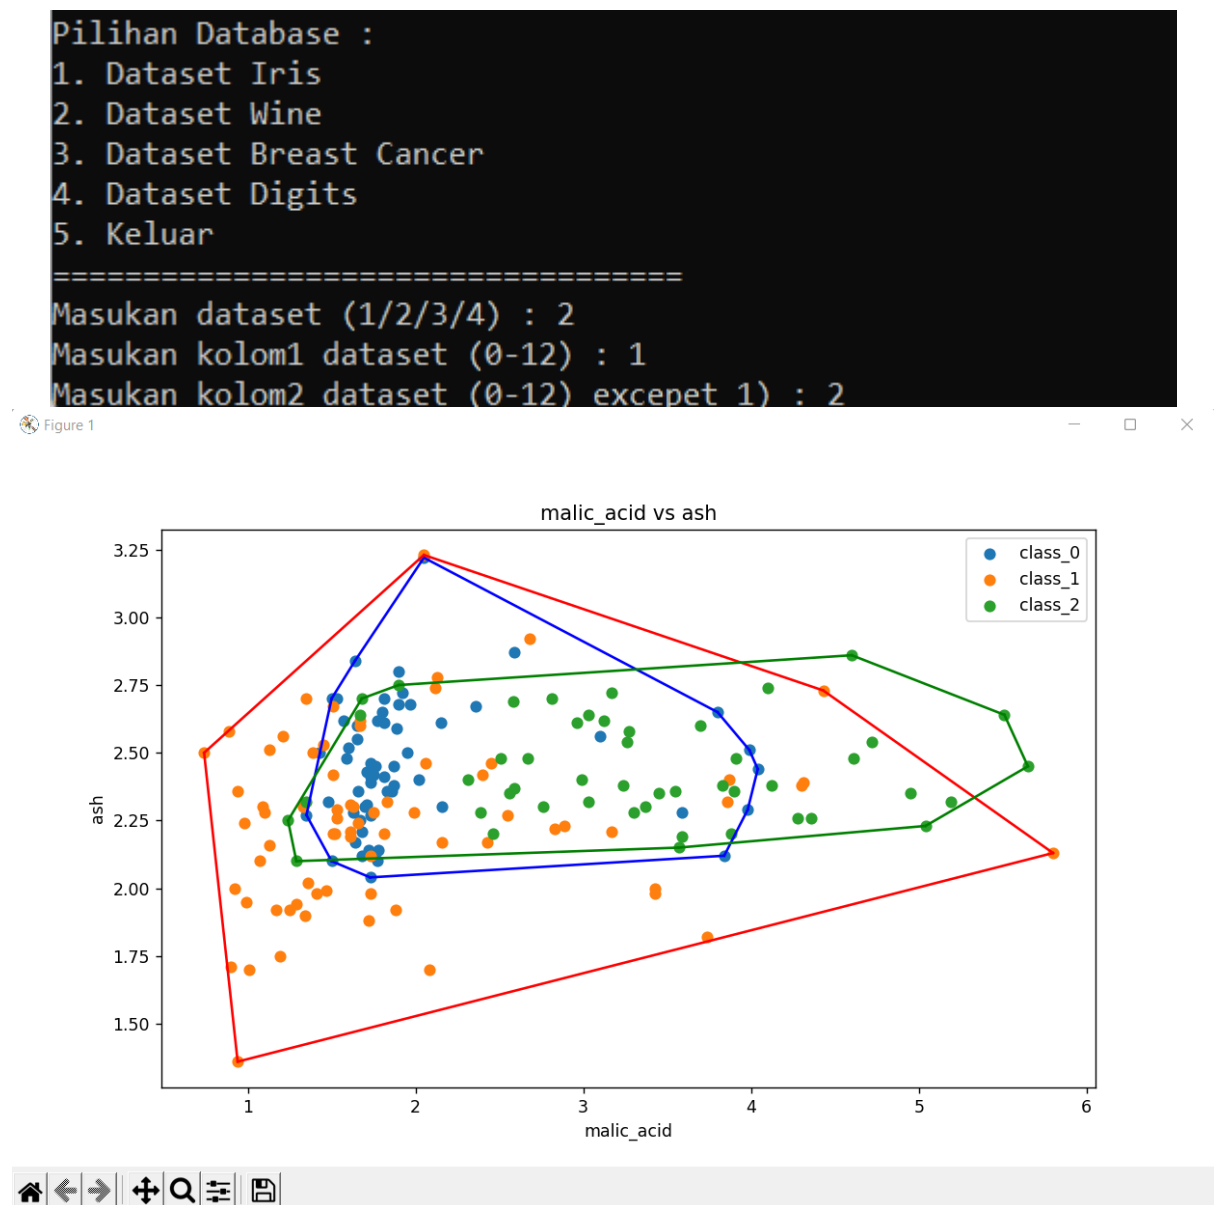 Pilihan Database :
1. Dataset Iris
2. Dataset Wine
3. Dataset Breast Cancer
4. Dataset Digits
5. Keluar
===================================
Masukan dataset (1/2/3/4) : 2
Masukan kolom1 dataset (0-12) : 1
Masukan kolom2 dataset (0-12) excepet 1) : 2
Figure 1
malic_acid vs ash
class_0
class_1
class_2
3.25
3.00
2.75
2.50
2.25
2.00
1.75
1.50
ash
1 2 3 4 5 6
malic_acid